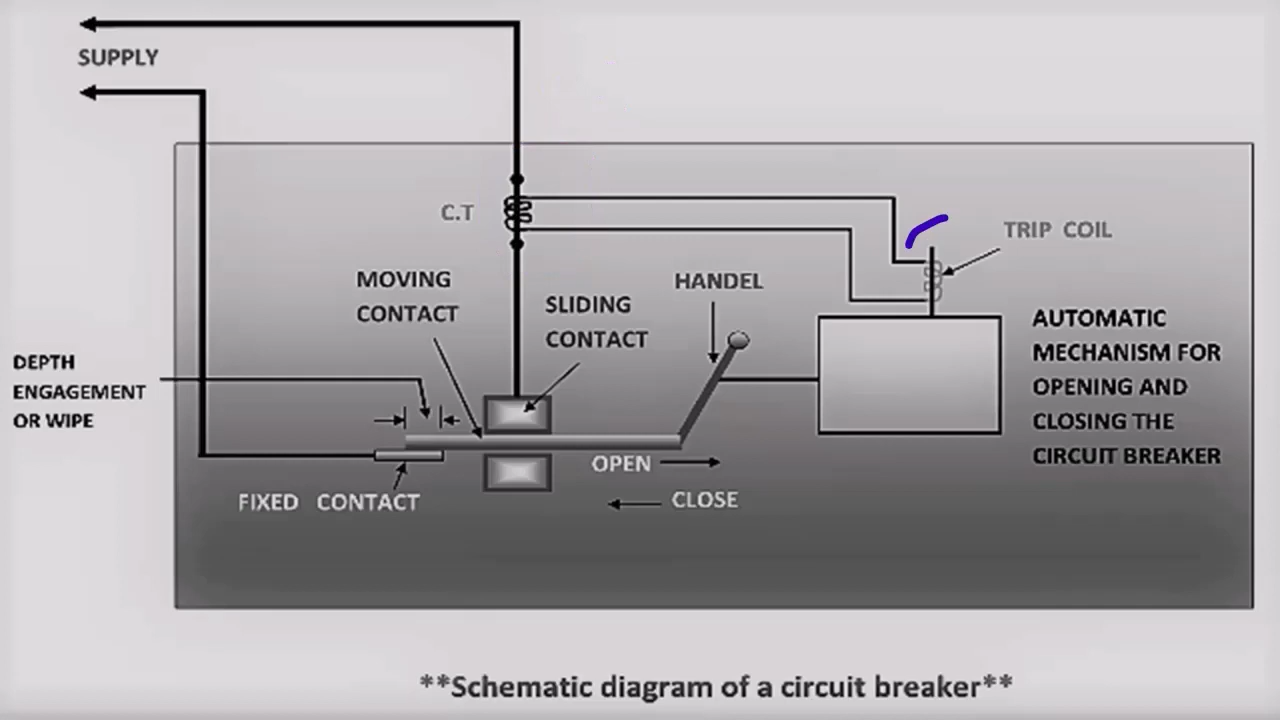 SUPPLY
C.T
TRIP COIL
MOVING
CONTACT
SLIDING
CONTACT
HANDEL
DEPTH
ENGAGEMENT
OR WIPE
AUTOMATIC
MECHANISM FOR
OPENING AND
CLOSING THE
CIRCUIT BREAKER
OPEN
CLOSE
FIXED CONTACT
**Schematic diagram of a circuit breaker**